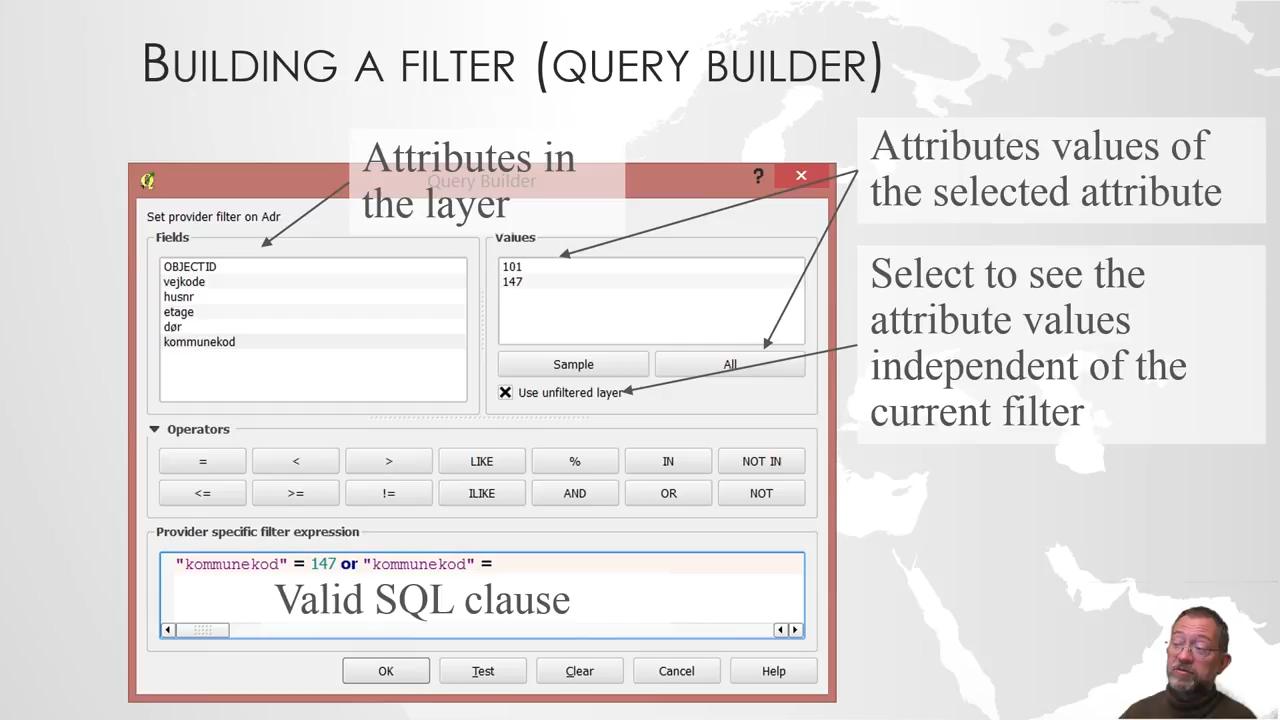 BUILDING A FILTER (QUERY BUILDER)
Attributes in
the layer
Attributes values of
the selected attribute
Select to see the
attribute values
independent of the
current filter
Query Builder
?
Set provider filter on Adr
Fields
OBJECTID
vejkode
husnr
etage
dør
kommunekod
Values
101
147
Sample All
Use unfiltered layer
Operators
= < > LIKE % IN NOT IN
<= >= != ILIKE AND OR NOT
Provider specific filter expression
"kommunekod" = 147 or "kommunekod" =
Valid SQL clause
OK Test Clear Cancel Help